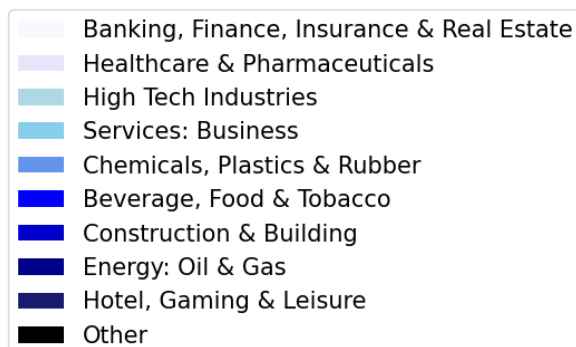 Banking, Finance, Insurance & Real Estate
Healthcare & Pharmaceuticals
High Tech Industries
Services: Business
Chemicals, Plastics & Rubber
Beverage, Food & Tobacco
Construction & Building
Energy: Oil & Gas
Hotel, Gaming & Leisure
Other